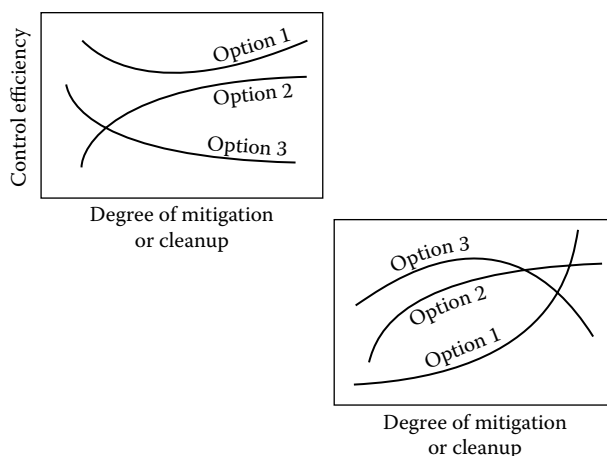 Control efficiency
Option 1
Option 2
Option 3
Degree of mitigation
or cleanup
Option 3
Option 2
Option 1
Degree of mitigation
or cleanup